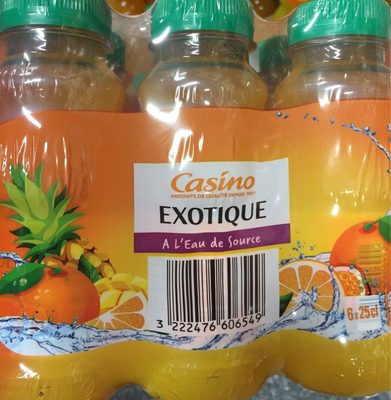 Casino
PRODUITS DE QUALITÉ DEPUIS 1901
EXOTIQUE
A L'Eau de Source
3 222476 606549
6x25cl